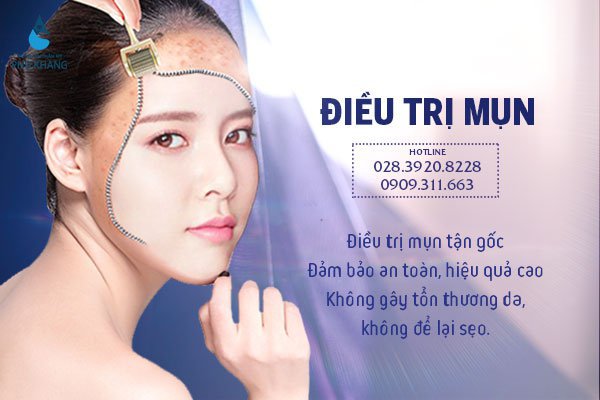 ĐIỀU TRỊ MỤN
HOTLINE
028.3920.8228
0909.311.663
Điều trị mụn tận gốc
Đảm bảo an toàn, hiệu quả cao
Không gây tổn thương da,
không để lại sẹo.